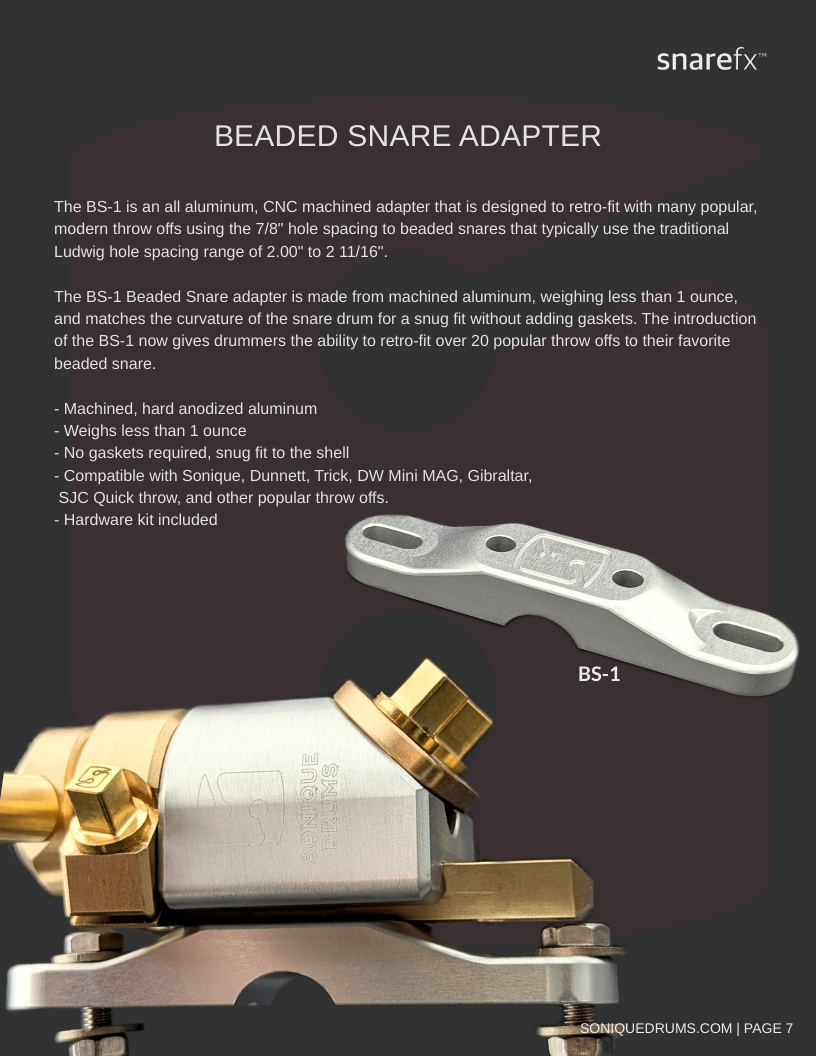 snarefx™
BEADED SNARE ADAPTER
The BS-1 is an all aluminum, CNC machined adapter that is designed to retro-fit with many popular,
modern throw offs using the 7/8" hole spacing to beaded snares that typically use the traditional
Ludwig hole spacing range of 2.00" to 2 11/16".
The BS-1 Beaded Snare adapter is made from machined aluminum, weighing less than 1 ounce,
and matches the curvature of the snare drum for a snug fit without adding gaskets. The introduction
of the BS-1 now gives drummers the ability to retro-fit over 20 popular throw offs to their favorite
beaded snare.
- Machined, hard anodized aluminum
- Weighs less than 1 ounce
- No gaskets required, snug fit to the shell
- Compatible with Sonique, Dunnett, Trick, DW Mini MAG, Gibraltar,
SJC Quick throw, and other popular throw offs.
- Hardware kit included
BS-1
SONIQUE
DRUMS
SONIQUEDRUMS.COM | PAGE 7